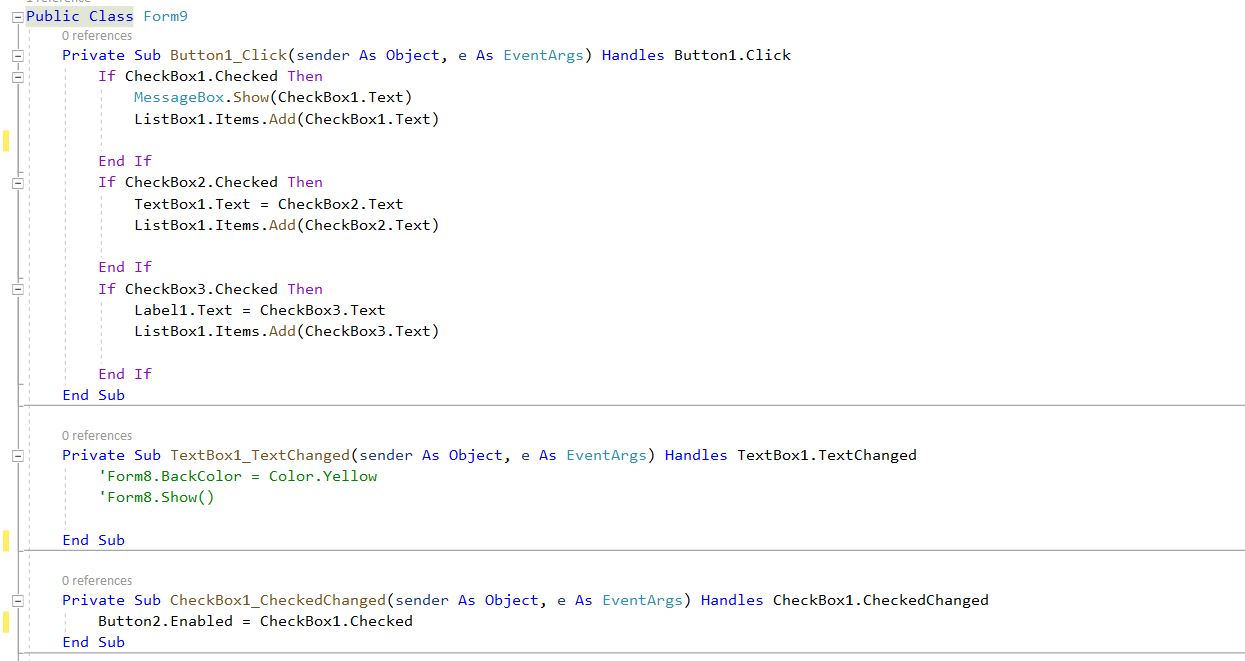 Public Class Form9
0 references
Private Sub Button1_Click(sender As Object, e As EventArgs) Handles Button1.Click
If CheckBox1.Checked Then
MessageBox.Show(CheckBox1.Text)
ListBox1.Items.Add(CheckBox1.Text)
End If
If CheckBox2.Checked Then
TextBox1.Text = CheckBox2.Text
ListBox1.Items.Add(CheckBox2.Text)
End If
If CheckBox3.Checked Then
Label1.Text = CheckBox3.Text
ListBox1.Items.Add(CheckBox3.Text)
End If
End Sub
0 references
Private Sub TextBox1_TextChanged(sender As Object, e As EventArgs) Handles TextBox1.TextChanged
'Form8.BackColor = Color.Yellow
'Form8.Show()
End Sub
0 references
Private Sub CheckBox1_CheckedChanged(sender As Object, e As EventArgs) Handles CheckBox1.CheckedChanged
Button2.Enabled = CheckBox1.Checked
End Sub